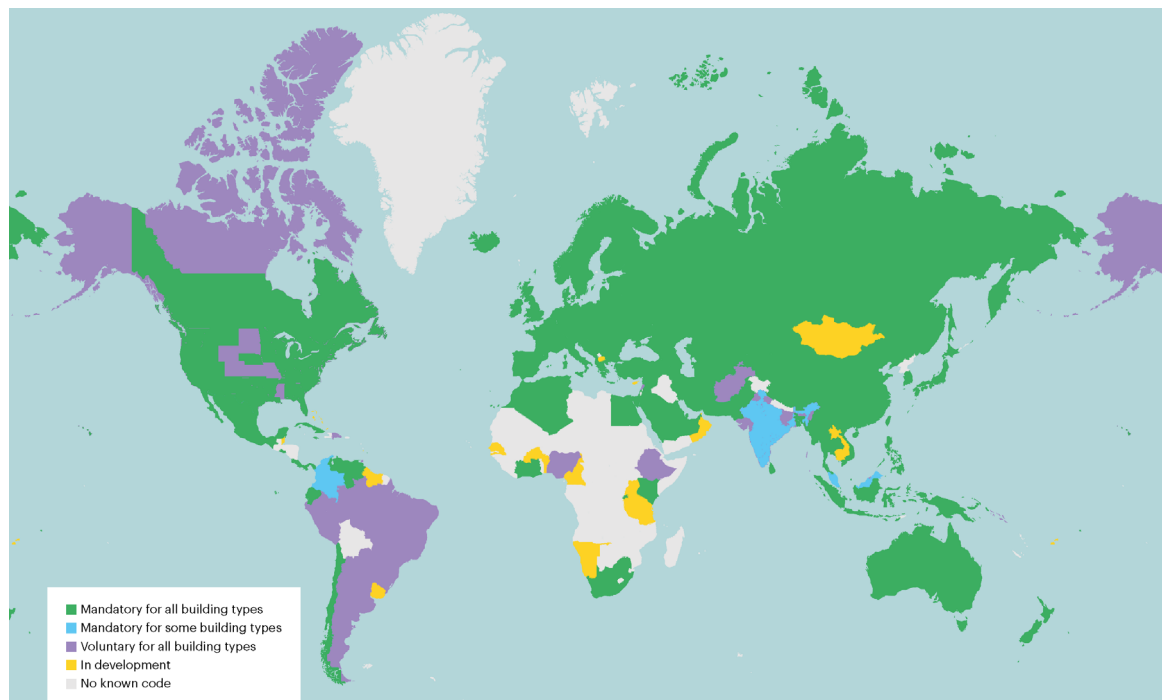 Mandatory for all building types
Mandatory for some building types
Voluntary for all building types
In development
No known code